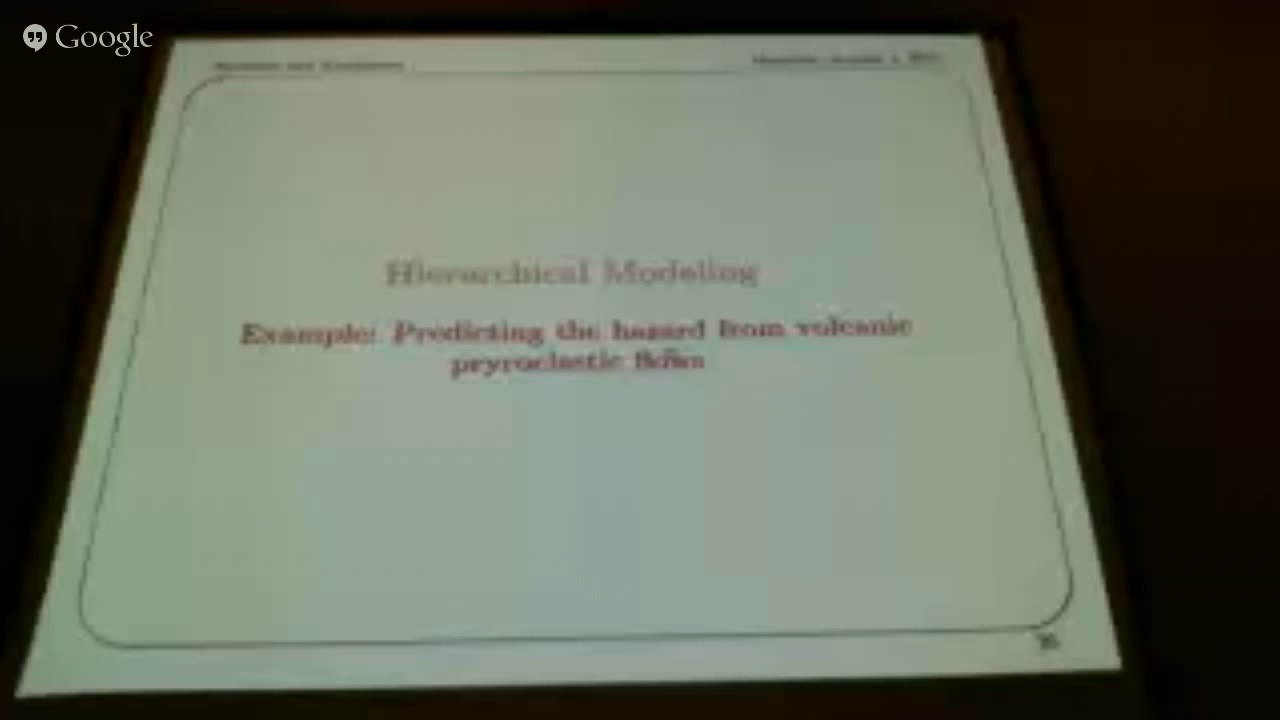 Google
Hierarchical Modeling
Example: Predicting the hazard from volcanic
pryroclastic flows